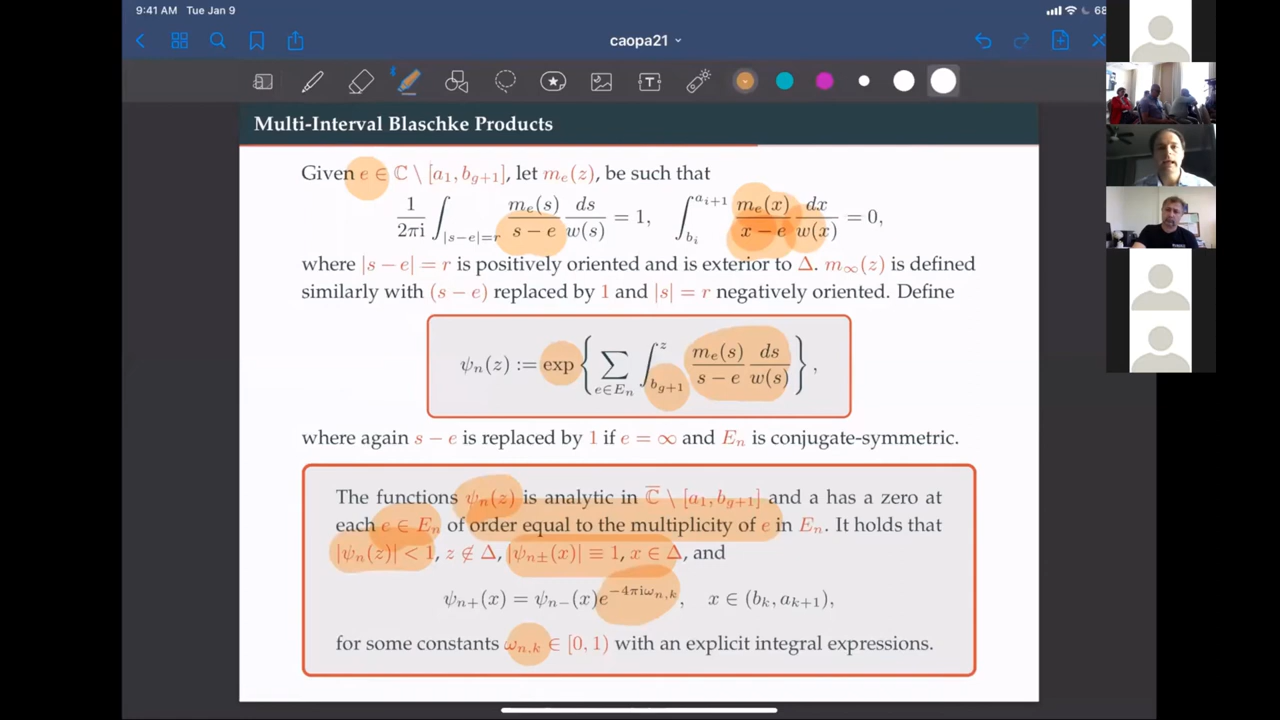 9:41 AM Tue Jan 9
68
caopa21
Multi-Interval Blaschke Products
Given e ∈ ℂ \ [a₁, b_{g+1}], let m_e(z), be such that
1/2πi ∫_{|s−e|=r} m_e(s)/(s − e) ds/w(s) = 1, ∫_{b_i}^{a_{i+1}} m_e(x)/(x − e) dx/w(x) = 0,
where |s − e| = r is positively oriented and is exterior to Δ. m_∞(z) is defined
similarly with (s − e) replaced by 1 and |s| = r negatively oriented. Define
ψ_n(z) := exp { ∑_{e∈E_n} ∫_{b_{g+1}}^{z} m_e(s)/(s − e) ds/w(s) },
where again s − e is replaced by 1 if e = ∞ and E_n is conjugate-symmetric.
The functions ψ_n(z) is analytic in ℂ̅ \ [a₁, b_{g+1}] and a has a zero at
each e ∈ E_n of order equal to the multiplicity of e in E_n. It holds that
|ψ_n(z)| < 1, z ∉ Δ, |ψ_{n±}(x)| ≡ 1, x ∈ Δ, and
ψ_{n+}(x) = ψ_{n−}(x)e^{−4πiω_{n,k}}, x ∈ (b_k, a_{k+1}),
for some constants ω_{n,k} ∈ [0, 1) with an explicit integral expressions.